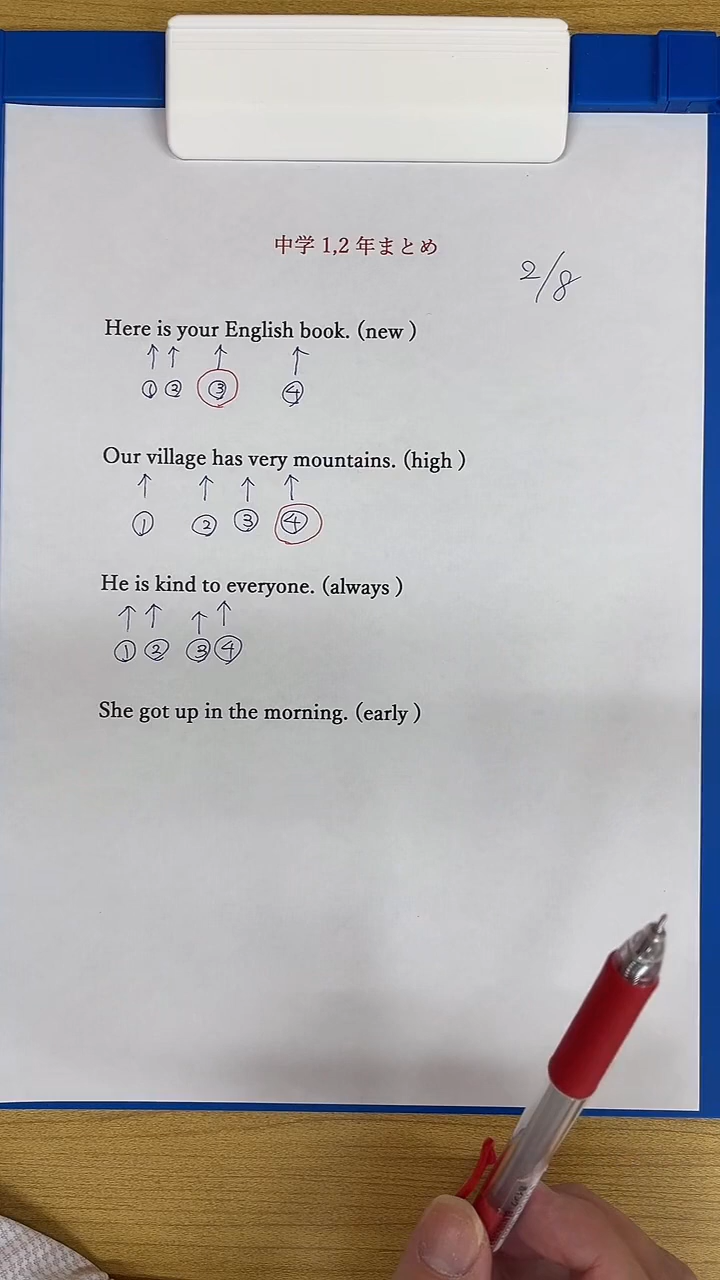 中学1,2年まとめ
2/8
Here is your English book. (new )
↑ ↑ ↑ ↑
① ② ③ ④
Our village has very mountains. (high )
↑ ↑ ↑ ↑
① ② ③ ④
He is kind to everyone. (always )
↑ ↑ ↑ ↑
① ② ③ ④
She got up in the morning. (early )